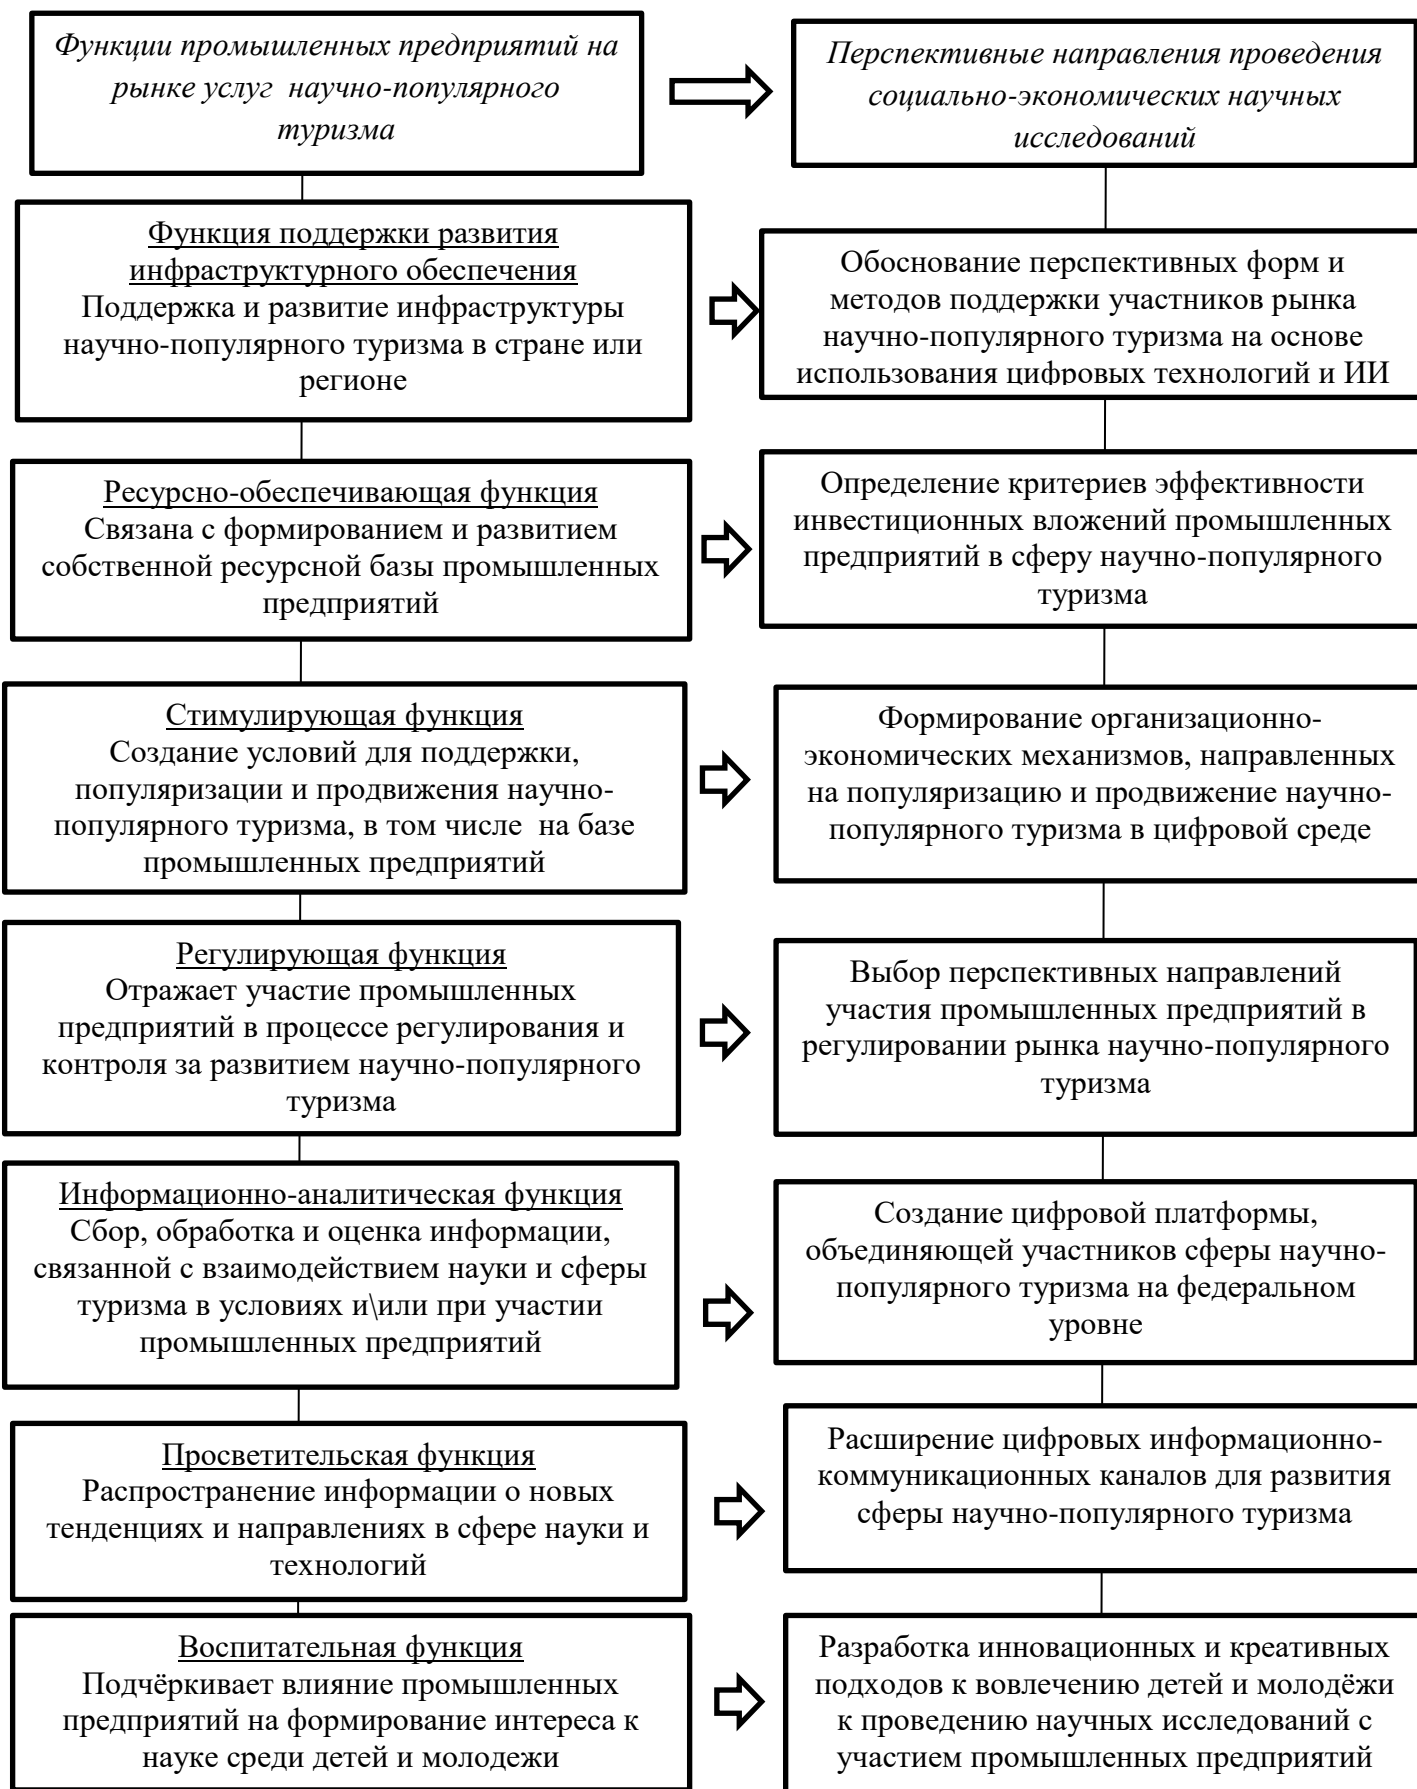 Функции промышленных предприятий на
рынке услуг  научно-популярного
туризма
Перспективные направления проведения
социально-экономических научных
исследований
Функция поддержки развития
инфраструктурного обеспечения
Поддержка и развитие инфраструктуры
научно-популярного туризма в стране или
регионе
Обоснование перспективных форм и
методов поддержки участников рынка
научно-популярного туризма на основе
использования цифровых технологий и ИИ
Ресурсно-обеспечивающая функция
Связана с формированием и развитием
собственной ресурсной базы промышленных
предприятий
Определение критериев эффективности
инвестиционных вложений промышленных
предприятий в сферу научно-популярного
туризма
Стимулирующая функция
Создание условий для поддержки,
популяризации и продвижения научно-
популярного туризма, в том числе  на базе
промышленных предприятий
Формирование организационно-
экономических механизмов, направленных
на популяризацию и продвижение научно-
популярного туризма в цифровой среде
Регулирующая функция
Отражает участие промышленных
предприятий в процессе регулирования и
контроля за развитием научно-популярного
туризма
Выбор перспективных направлений
участия промышленных предприятий в
регулировании рынка научно-популярного
туризма
Информационно-аналитическая функция
Сбор, обработка и оценка информации,
связанной с взаимодействием науки и сферы
туризма в условиях и\или при участии
промышленных предприятий
Создание цифровой платформы,
объединяющей участников сферы научно-
популярного туризма на федеральном
уровне
Просветительская функция
Распространение информации о новых
тенденциях и направлениях в сфере науки и
технологий
Расширение цифровых информационно-
коммуникационных каналов для развития
сферы научно-популярного туризма
Воспитательная функция
Подчёркивает влияние промышленных
предприятий на формирование интереса к
науке среди детей и молодежи
Разработка инновационных и креативных
подходов к вовлечению детей и молодёжи
к проведению научных исследований с
участием промышленных предприятий